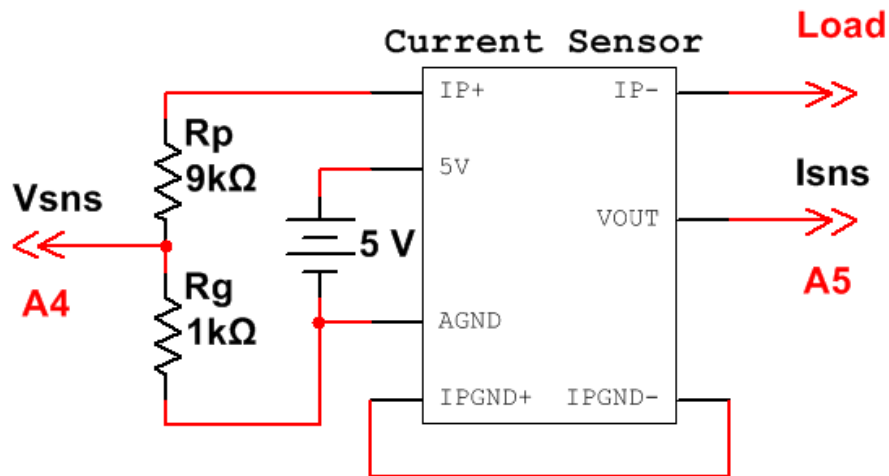 Load
Current Sensor
IP+
IP-
Rp
9kΩ
5V
Vsns
Isns
VOUT
5 V
A4
Rg
1kΩ
A5
AGND
IPGND+
IPGND-